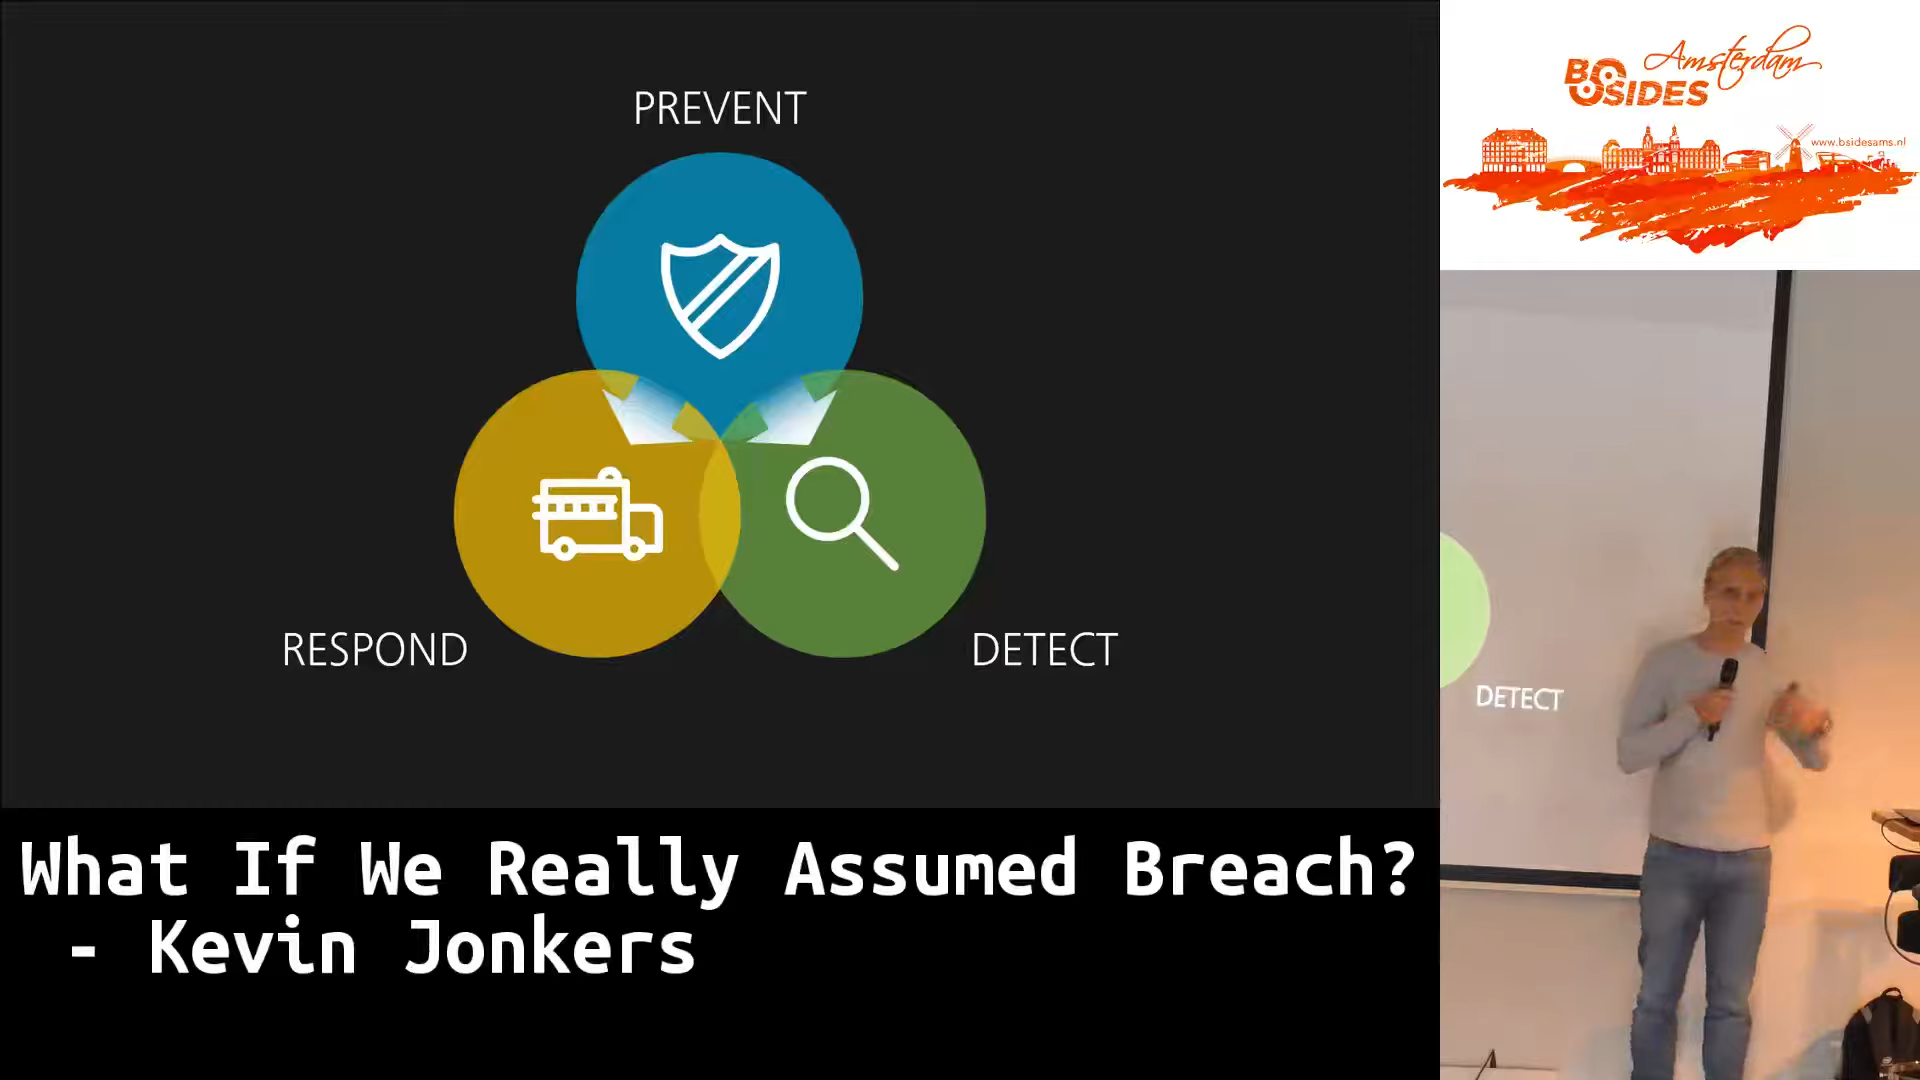 PREVENT
RESPOND
DETECT
What If We Really Assumed Breach?
- Kevin Jonkers
Amsterdam
BSIDES
www.bsidesams.nl
DETECT